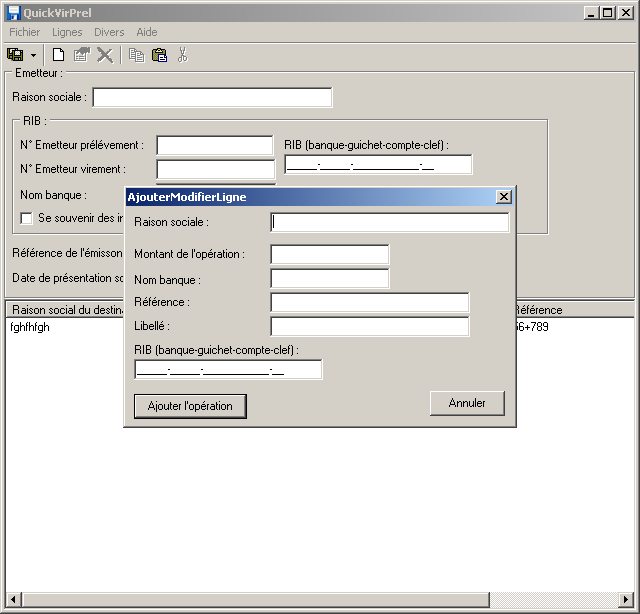 QuickVirPrel
Fichier Lignes Divers Aide
Emetteur :
Raison sociale :
RIB :
N° Emetteur prélévement :
RIB (banque-guichet-compte-clef) :
N° Emetteur virement :
_____-_____-___________-__
Nom banque :
Se souvenir des in
Référence de l'émisson
Date de présentation so
AjouterModifierLigne
Raison sociale :
Montant de l'opération :
Nom banque :
Référence :
Libellé :
RIB (banque-guichet-compte-clef) :
_____-_____-___________-__
Ajouter l'opération
Annuler
Raison social du destina
Référence
fghfhfgh
56+789